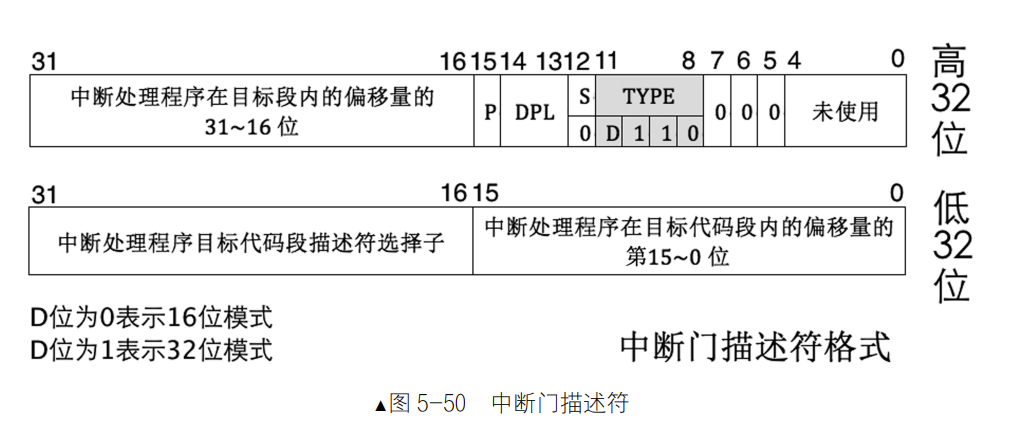 31 16 15 14 13 12 11 8 7 6 5 4 0
中断处理程序在目标段内的偏移量的
31~16 位
P
DPL
S
TYPE
0
D 1 1 0
0 0 0
未使用
高
32
位
31 16 15 0
中断处理程序目标代码段描述符选择子
中断处理程序在目标代码段内的偏移量的
第15~0 位
低
32
位
D位为0表示16位模式
D位为1表示32位模式
中断门描述符格式
▲图 5-50 中断门描述符